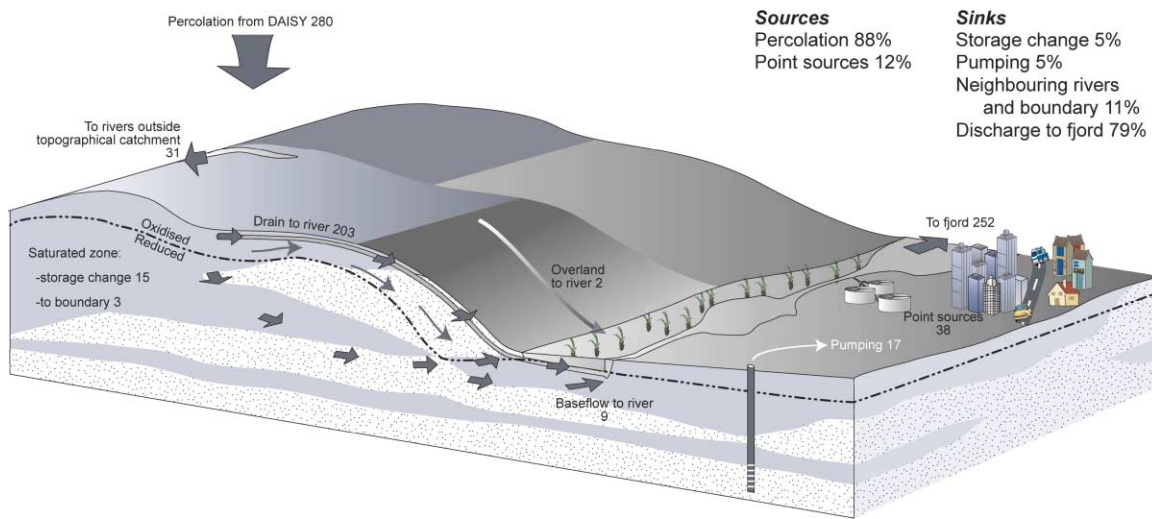 Percolation from DAISY 280
Sources
Percolation 88%
Point sources 12%
Sinks
Storage change 5%
Pumping 5%
Neighbouring rivers
and boundary 11%
Discharge to fjord 79%
To rivers outside
topographical catchment
31
Oxidised
Reduced
Drain to river 203
Saturated zone:
-storage change 15
-to boundary 3
Overland
to river 2
To fjord 252
Point sources
38
Pumping 17
Baseflow to river
9